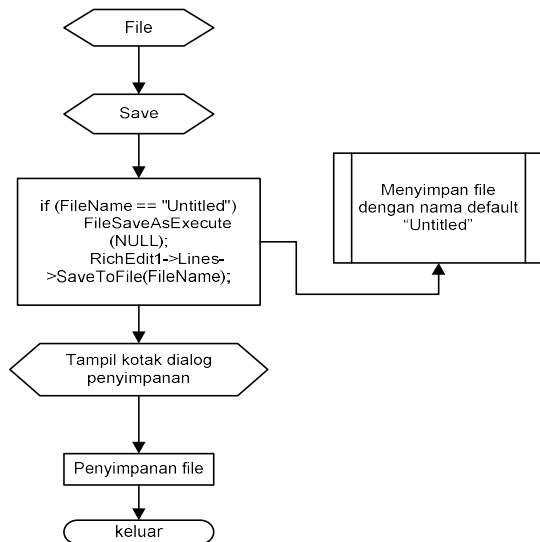 File
Save
if (FileName == "Untitled")
FileSaveAsExecute
(NULL);
RichEdit1->Lines-
>SaveToFile(FileName);
Menyimpan file
dengan nama default
“Untitled”
Tampil kotak dialog
penyimpanan
Penyimpanan file
keluar